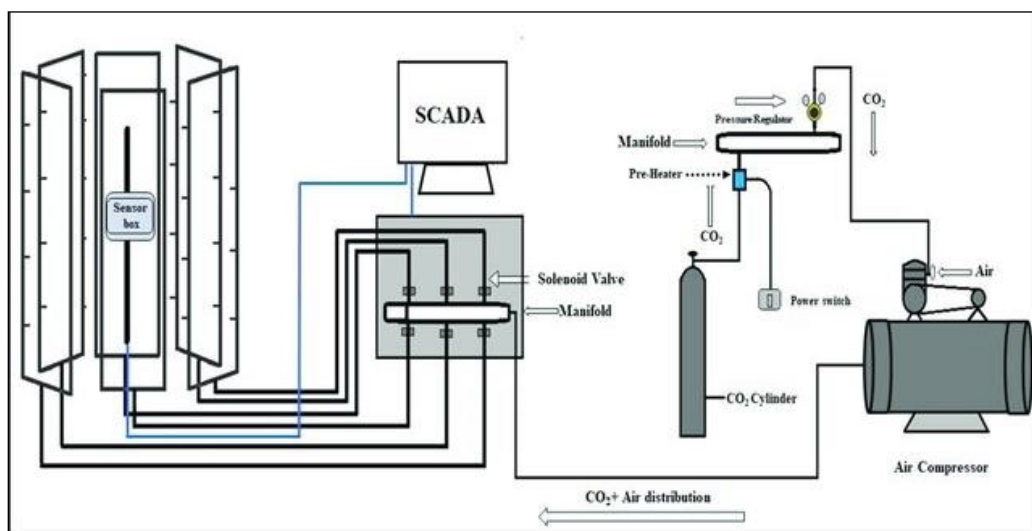 SCADA
Sensor
box
Solenoid Valve
Manifold
Pressure Regulator
Manifold
CO₂
Pre-Heater
CO₂
Air
Power switch
CO₂ Cylinder
Air Compressor
CO₂+ Air distribution